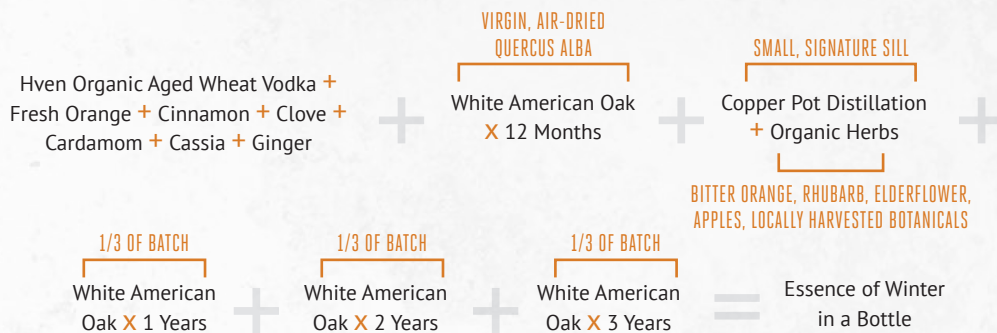 Hven Organic Aged Wheat Vodka +
Fresh Orange + Cinnamon + Clove +
Cardamom + Cassia + Ginger
+
VIRGIN, AIR-DRIED
QUERCUS ALBA
White American Oak
X 12 Months
+
SMALL, SIGNATURE SILL
Copper Pot Distillation
+ Organic Herbs
BITTER ORANGE, RHUBARB, ELDERFLOWER,
APPLES, LOCALLY HARVESTED BOTANICALS
+
1/3 OF BATCH
White American
Oak X 1 Years
+
1/3 OF BATCH
White American
Oak X 2 Years
+
1/3 OF BATCH
White American
Oak X 3 Years
=
Essence of Winter
in a Bottle